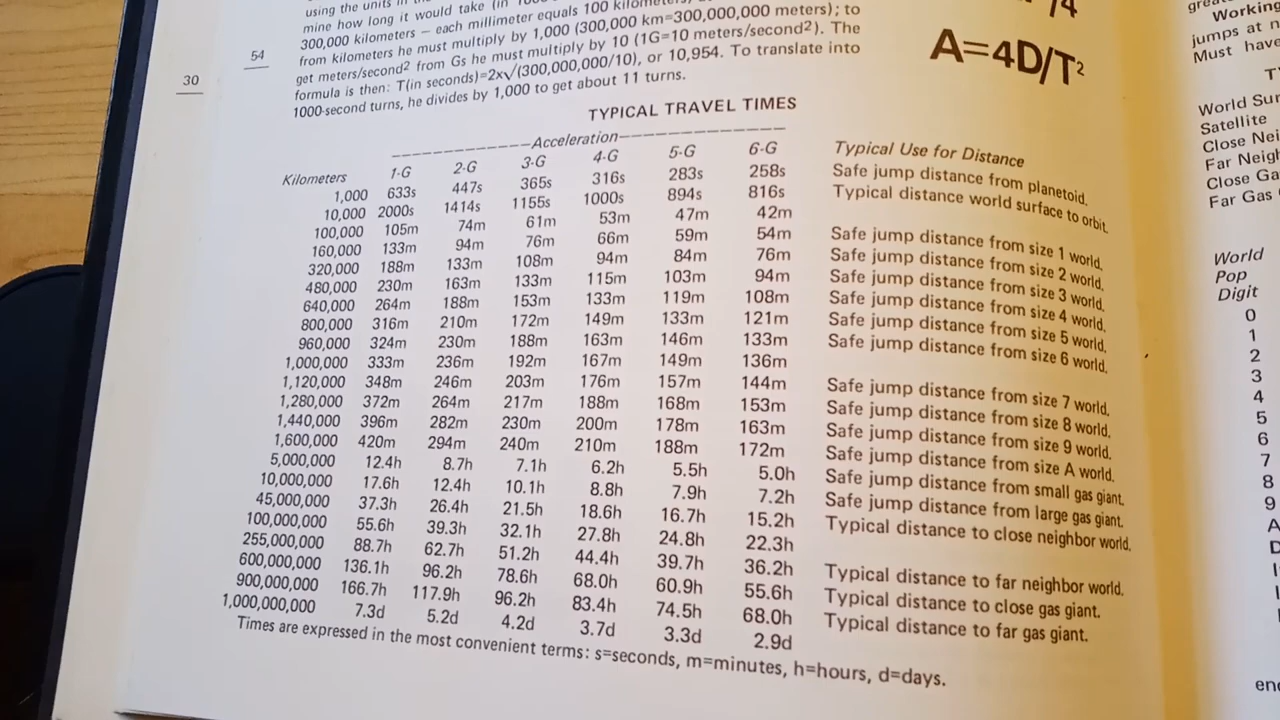 using the units in
mine how long it would take (in
300,000 kilometers – each millimeter equals 100
from kilometers he must multiply by 1,000 (300,000 km=300,000,000 meters); to
get meters/second² from Gs he must multiply by 10 (1G=10 meters/second²). The
formula is then: T(in seconds)=2x√(300,000,000/10), or 10,954. To translate into
1000-second turns, he divides by 1,000 to get about 11 turns.
54
30
/4
A=4D/T²
TYPICAL TRAVEL TIMES
Acceleration
Kilometers 1-G 2-G 3-G 4-G 5-G 6-G Typical Use for Distance
1,000 633s 447s 365s 316s 283s 258s Safe jump distance from planetoid.
10,000 2000s 1414s 1155s 1000s 894s 816s Typical distance world surface to orbit.
100,000 105m 74m 61m 53m 47m 42m
160,000 133m 94m 76m 66m 59m 54m Safe jump distance from size 1 world.
320,000 188m 133m 108m 94m 84m 76m Safe jump distance from size 2 world.
480,000 230m 163m 133m 115m 103m 94m Safe jump distance from size 3 world.
640,000 264m 188m 153m 133m 119m 108m Safe jump distance from size 4 world.
800,000 316m 210m 172m 149m 133m 121m Safe jump distance from size 5 world.
960,000 324m 230m 188m 163m 146m 133m Safe jump distance from size 6 world.
1,000,000 333m 236m 192m 167m 149m 136m
1,120,000 348m 246m 203m 176m 157m 144m Safe jump distance from size 7 world.
1,280,000 372m 264m 217m 188m 168m 153m Safe jump distance from size 8 world.
1,440,000 396m 282m 230m 200m 178m 163m Safe jump distance from size 9 world.
1,600,000 420m 294m 240m 210m 188m 172m Safe jump distance from size A world.
5,000,000 12.4h 8.7h 7.1h 6.2h 5.5h 5.0h Safe jump distance from small gas giant.
10,000,000 17.6h 12.4h 10.1h 8.8h 7.9h 7.2h Safe jump distance from large gas giant.
45,000,000 37.3h 26.4h 21.5h 18.6h 16.7h 15.2h Typical distance to close neighbor world.
100,000,000 55.6h 39.3h 32.1h 27.8h 24.8h 22.3h
255,000,000 88.7h 62.7h 51.2h 44.4h 39.7h 36.2h Typical distance to far neighbor world.
600,000,000 136.1h 96.2h 78.6h 68.0h 60.9h 55.6h Typical distance to close gas giant.
900,000,000 166.7h 117.9h 96.2h 83.4h 74.5h 68.0h Typical distance to far gas giant.
1,000,000,000 7.3d 5.2d 4.2d 3.7d 3.3d 2.9d
Times are expressed in the most convenient terms: s=seconds, m=minutes, h=hours, d=days.
Working
jumps at
Must have
World Sur
Satellite
Close Nei
Far Neigh
Close Ga
Far Gas
World
Pop
Digit
0
1
2
3
4
5
6
7
8
9
A